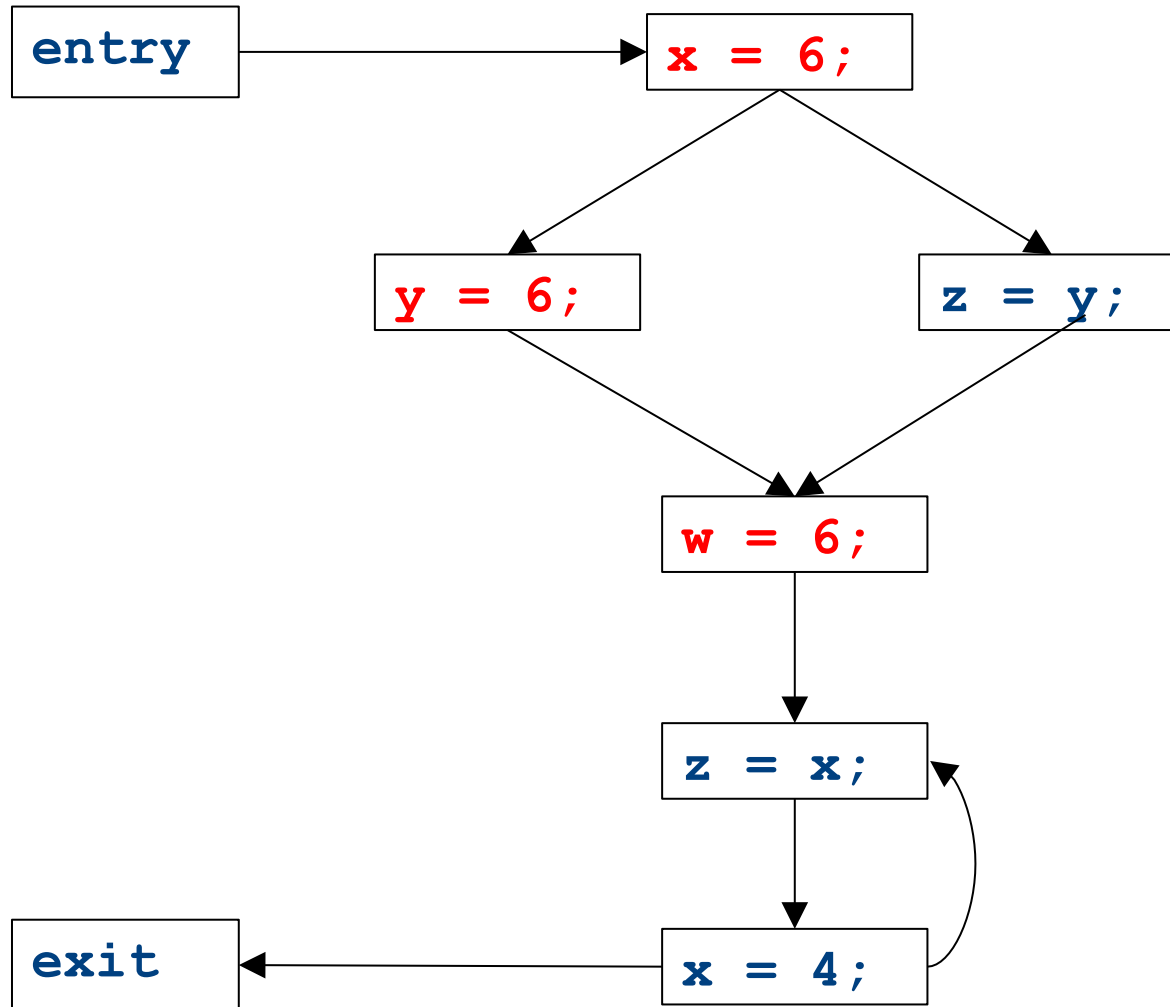 entry
x = 6;
y = 6;
z = y;
w = 6;
z = x;
x = 4;
exit